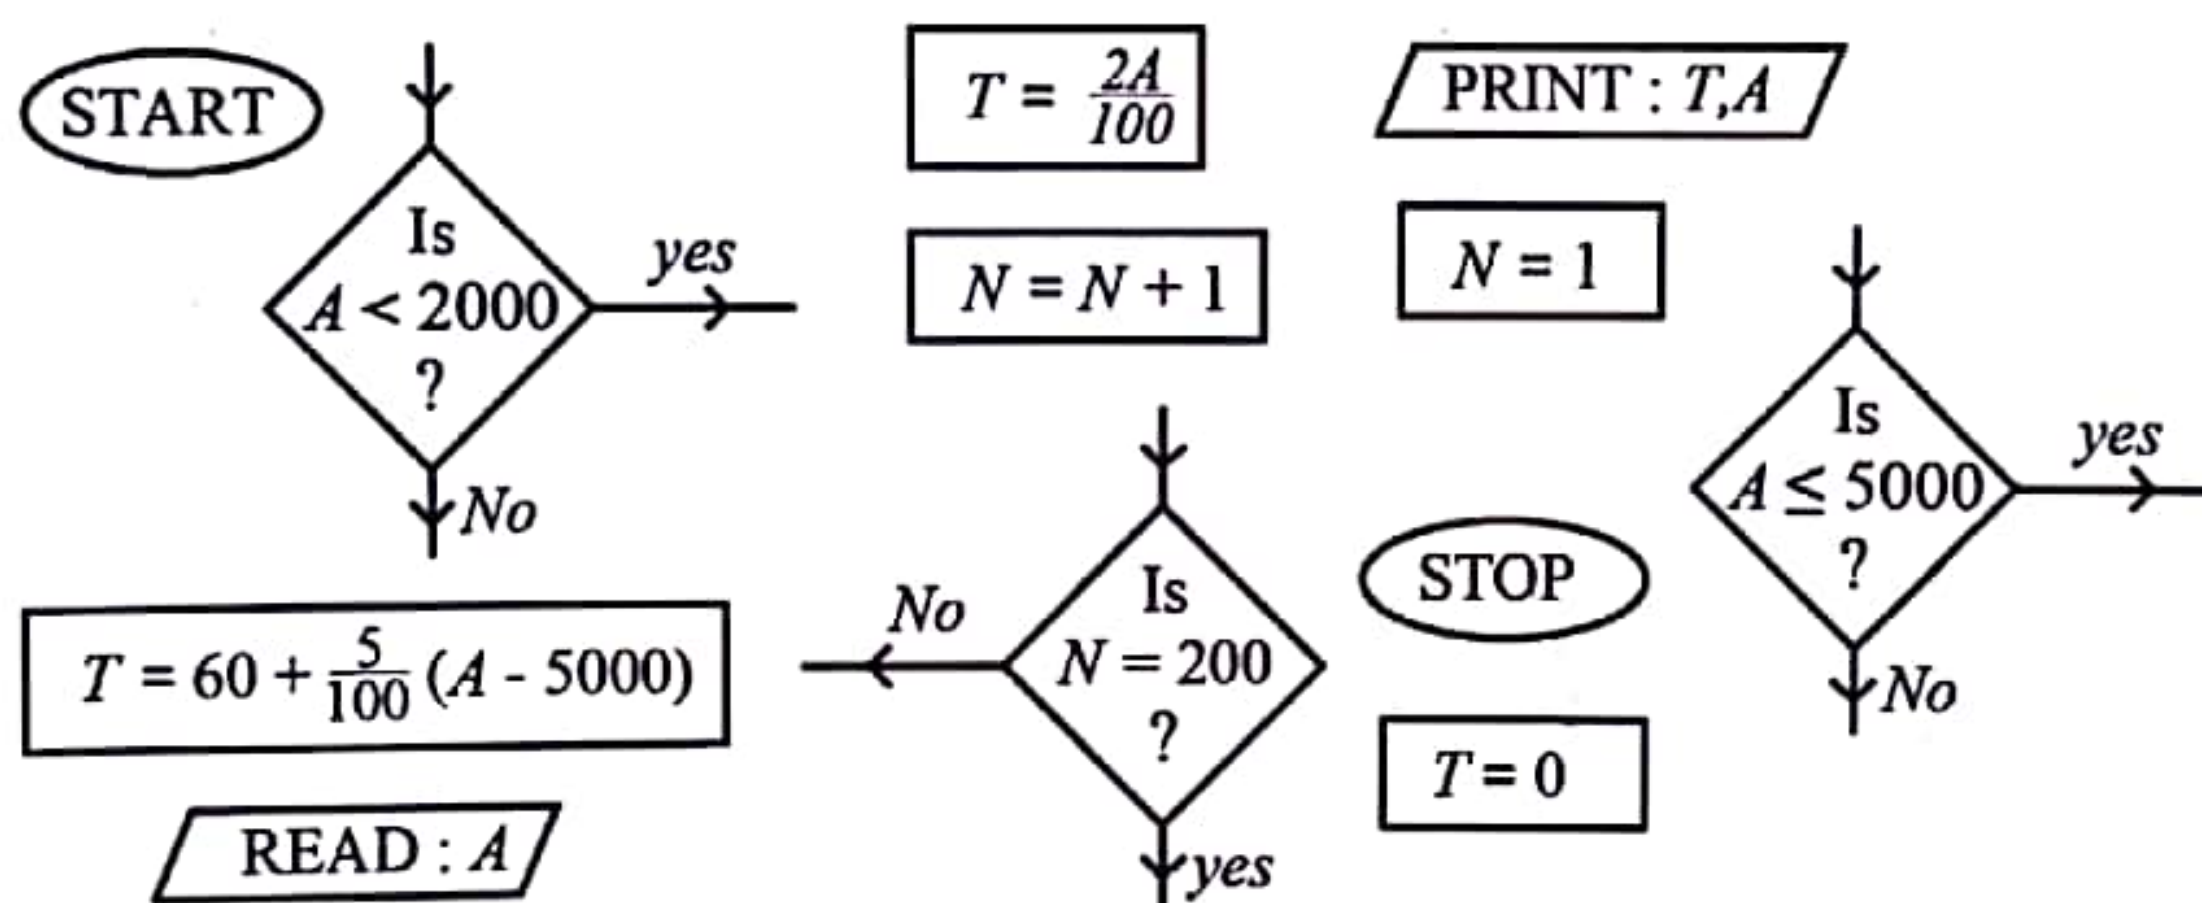 START
Is
A < 2000
?
yes
No
T = 2A/100
N = N + 1
PRINT : T,A
N = 1
Is
A ≤ 5000
?
yes
No
Is
N = 200
?
No
yes
STOP
T = 0
T = 60 + 5/100 (A - 5000)
READ : A